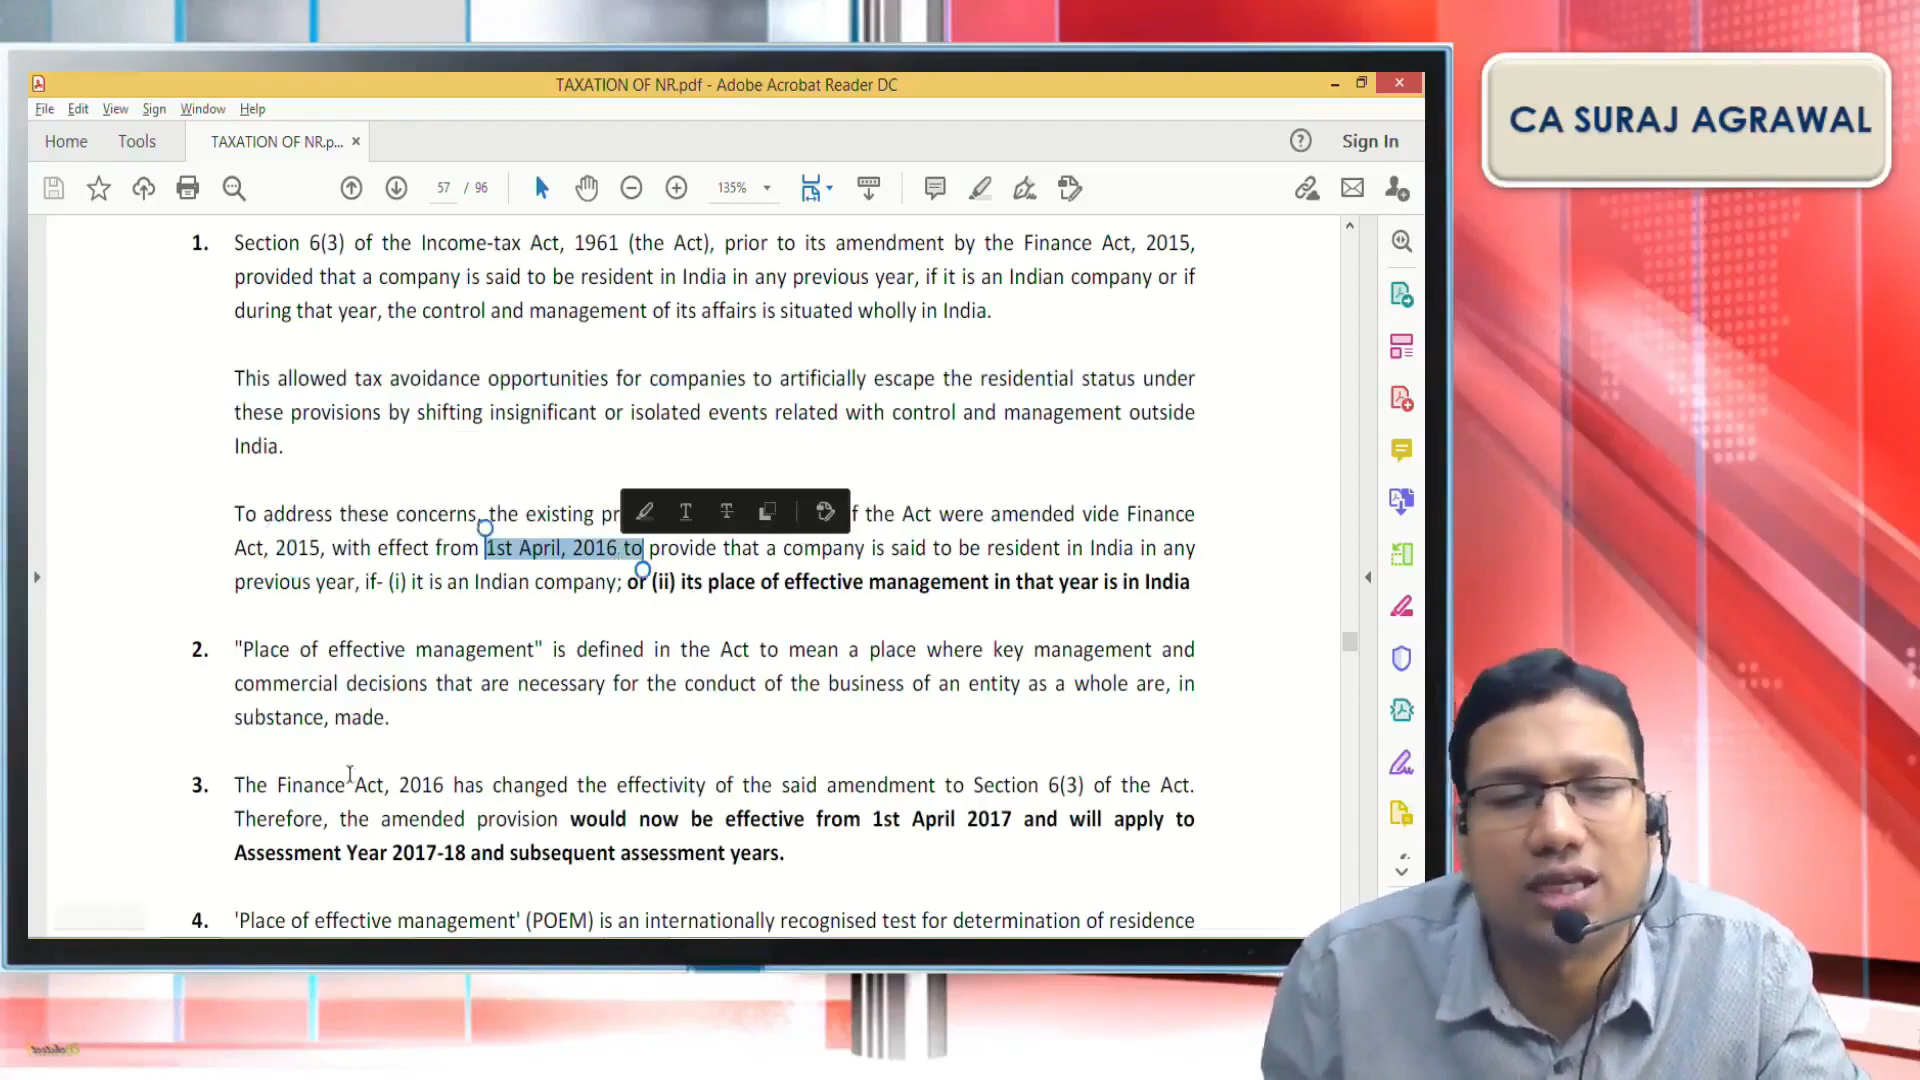 TAXATION OF NR.pdf - Adobe Acrobat Reader DC
CA SURAJ AGRAWAL
File Edit View Sign Window Help
Home Tools TAXATION OF NR.p... × Sign In
57 / 96 135%
1. Section 6(3) of the Income-tax Act, 1961 (the Act), prior to its amendment by the Finance Act, 2015,
provided that a company is said to be resident in India in any previous year, if it is an Indian company or if
during that year, the control and management of its affairs is situated wholly in India.
This allowed tax avoidance opportunities for companies to artificially escape the residential status under
these provisions by shifting insignificant or isolated events related with control and management outside
India.
To address these concerns, the existing pr f the Act were amended vide Finance
Act, 2015, with effect from 1st April, 2016 to provide that a company is said to be resident in India in any
previous year, if- (i) it is an Indian company; or (ii) its place of effective management in that year is in India
2. "Place of effective management" is defined in the Act to mean a place where key management and
commercial decisions that are necessary for the conduct of the business of an entity as a whole are, in
substance, made.
3. The Finance Act, 2016 has changed the effectivity of the said amendment to Section 6(3) of the Act.
Therefore, the amended provision would now be effective from 1st April 2017 and will apply to
Assessment Year 2017-18 and subsequent assessment years.
4. 'Place of effective management' (POEM) is an internationally recognised test for determination of residence